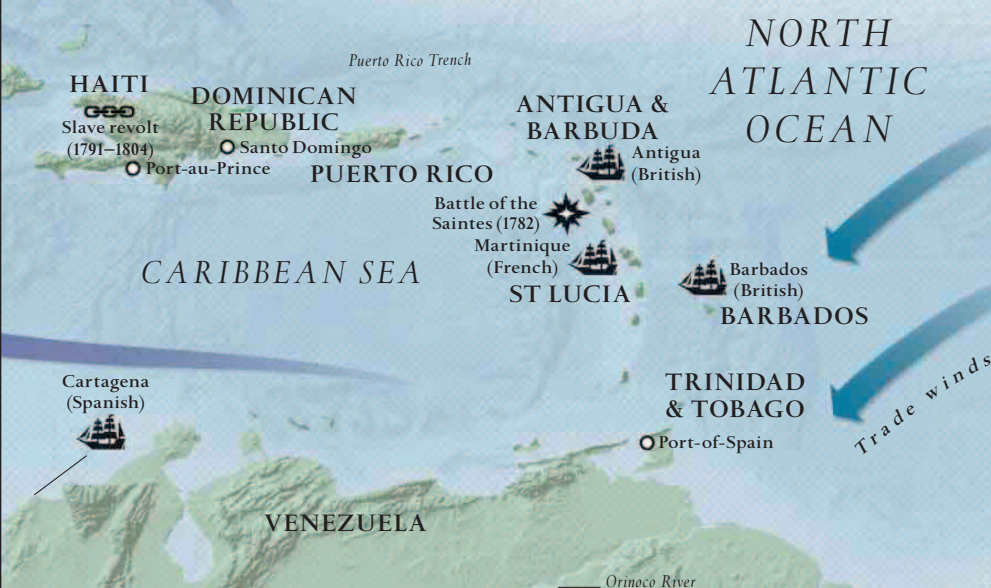 NORTH
ATLANTIC
OCEAN
Puerto Rico Trench
HAITI
Slave revolt
(1791–1804)
Port-au-Prince
DOMINICAN
REPUBLIC
Santo Domingo
PUERTO RICO
ANTIGUA &
BARBUDA
Antigua
(British)
Battle of the
Saintes (1782)
Martinique
(French)
ST LUCIA
Barbados
(British)
BARBADOS
CARIBBEAN SEA
Cartagena
(Spanish)
TRINIDAD
& TOBAGO
Port-of-Spain
Trade winds
VENEZUELA
Orinoco River